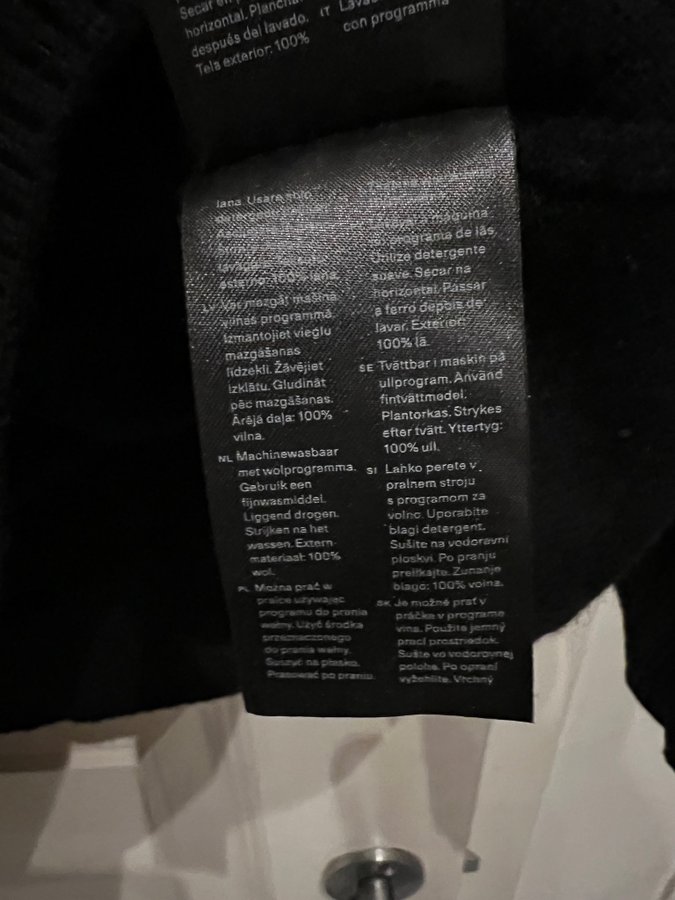 Secar en
horizontal. Planchar
después del lavado.
Tela exterior: 100%
IT Lava
con programma
lana. Usare
esterno: 100% lana.
LV Var mazgāt mašīnā,
vilnas programmā.
Izmantojiet vieglu
mazgāšanas
līdzekli. Žāvējiet
izklātu. Gludināt
pēc mazgāšanas.
Ārējā daļa: 100%
vilna.
NL Machinewasbaar
met wolprogramma.
Gebruik een
fijnwasmiddel.
Liggend drogen.
Strijken na het
wassen. Extern
materiaal: 100%
wol.
PL Można prać w
pralce używając
programu do prania
wełny. Użyć środka
przeznaczonego
do prania wełny.
Suszyć na płasko.
Prasować po praniu.
máquina
no programa de lãs.
Utilize detergente
suave. Secar na
horizontal. Passar
a ferro depois de
lavar. Exterior:
100% lã.
SE Tvättbar i maskin på
ullprogram. Använd
fintvättmedel.
Plantorkas. Strykes
efter tvätt. Yttertyg:
100% ull.
SI Lahko perete v
pralnem stroju
s programom za
volno. Uporabite
blagi detergent.
Sušite na vodoravni
ploskvi. Po pranju
prelikajte. Zunanje
blago: 100% volna.
SK Je možné prať v
práčke v programe
vlna. Použite jemný
prací prostriedok.
Sušte vo vodorovnej
polohe. Po opraní
vyžehlite. Vrchný